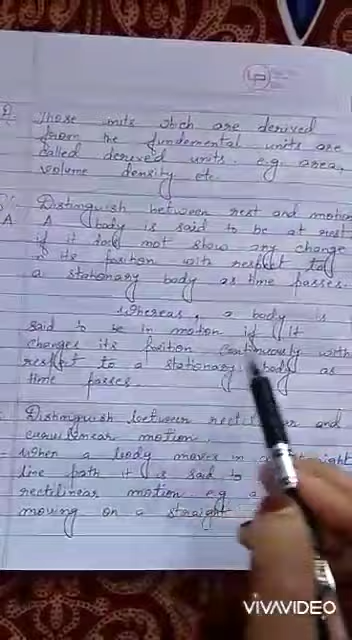 Those units which are derived
from the fundamental units are
called derived units. e.g. area,
volume density etc.
Distinguish between rest and motion
A. A body is said to be at rest
if it does not show any change
in its position with respect to
a stationary body as time passes.
Whereas, a body is
said to be in motion if it
changes its position continuously with
respect to a stationary body as
time passes.
Distinguish between and
curvilinear motion.
When a body moves in a
line path it is said to
rectilinear motion. e.g. a
moving on a straight
VIVAVIDEO